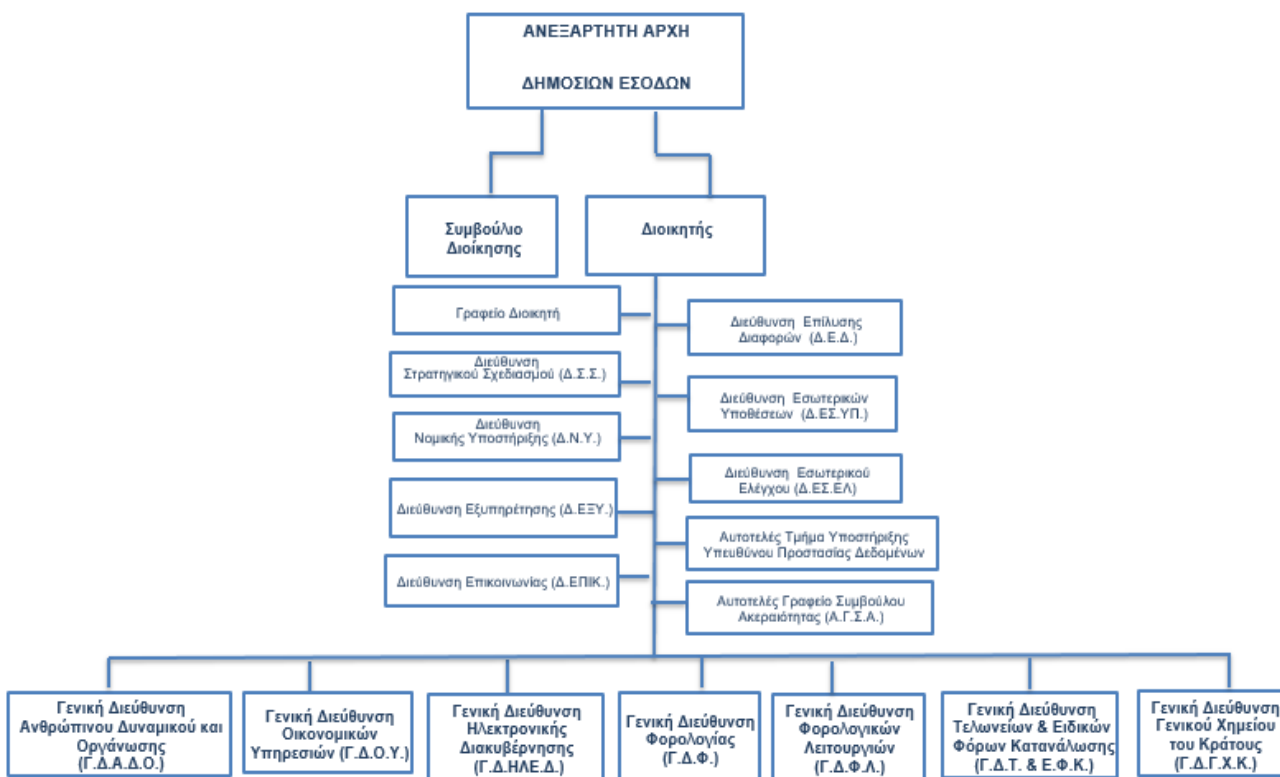 ΑΝΕΞΑΡΤΗΤΗ ΑΡΧΗ
ΔΗΜΟΣΙΩΝ ΕΣΟΔΩΝ
Συμβούλιο
Διοίκησης
Διοικητής
Γραφείο Διοικητή
Διεύθυνση
Στρατηγικού Σχεδιασμού (Δ.Σ.Σ.)
Διεύθυνση
Νομικής Υποστήριξης (Δ.Ν.Υ.)
Διεύθυνση Εξυπηρέτησης (Δ.ΕΞΥ.)
Διεύθυνση Επικοινωνίας (Δ.ΕΠΙΚ.)
Διεύθυνση Επίλυσης
Διαφορών (Δ.Ε.Δ.)
Διεύθυνση Εσωτερικών
Υποθέσεων (Δ.ΕΣ.ΥΠ.)
Διεύθυνση Εσωτερικού
Ελέγχου (Δ.ΕΣ.ΕΛ)
Αυτοτελές Τμήμα Υποστήριξης
Υπευθύνου Προστασίας Δεδομένων
Αυτοτελές Γραφείο Συμβούλου
Ακεραιότητας (Α.Γ.Σ.Α.)
Γενική Διεύθυνση
Ανθρώπινου Δυναμικού και
Οργάνωσης
(Γ.Δ.Α.Δ.Ο.)
Γενική Διεύθυνση
Οικονομικών
Υπηρεσιών (Γ.Δ.Ο.Υ.)
Γενική Διεύθυνση
Ηλεκτρονικής
Διακυβέρνησης
(Γ.Δ.ΗΛΕ.Δ.)
Γενική Διεύθυνση
Φορολογίας
(Γ.Δ.Φ.)
Γενική Διεύθυνση
Φορολογικών
Λειτουργιών
(Γ.Δ.Φ.Λ.)
Γενική Διεύθυνση
Τελωνείων & Ειδικών
Φόρων Κατανάλωσης
(Γ.Δ.Τ. & Ε.Φ.Κ.)
Γενική Διεύθυνση
Γενικού Χημείου
του Κράτους
(Γ.Δ.Γ.Χ.Κ.)